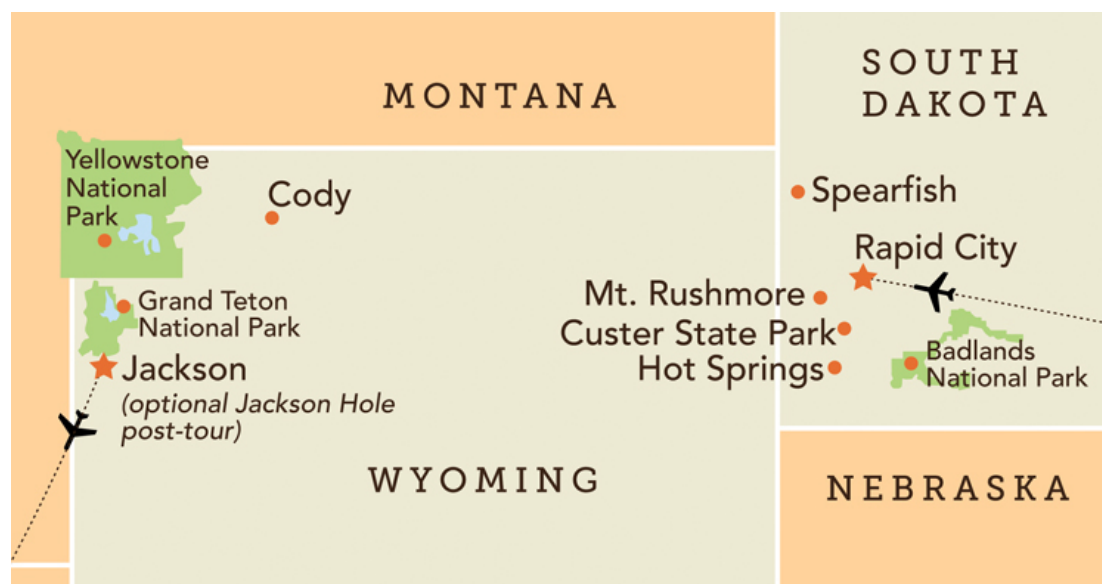 MONTANA
SOUTH
DAKOTA
Yellowstone
National
Park
Cody
Spearfish
Rapid City
Grand Teton
National Park
Mt. Rushmore
Custer State Park
Hot Springs
Badlands
National Park
Jackson
(optional Jackson Hole
post-tour)
WYOMING
NEBRASKA